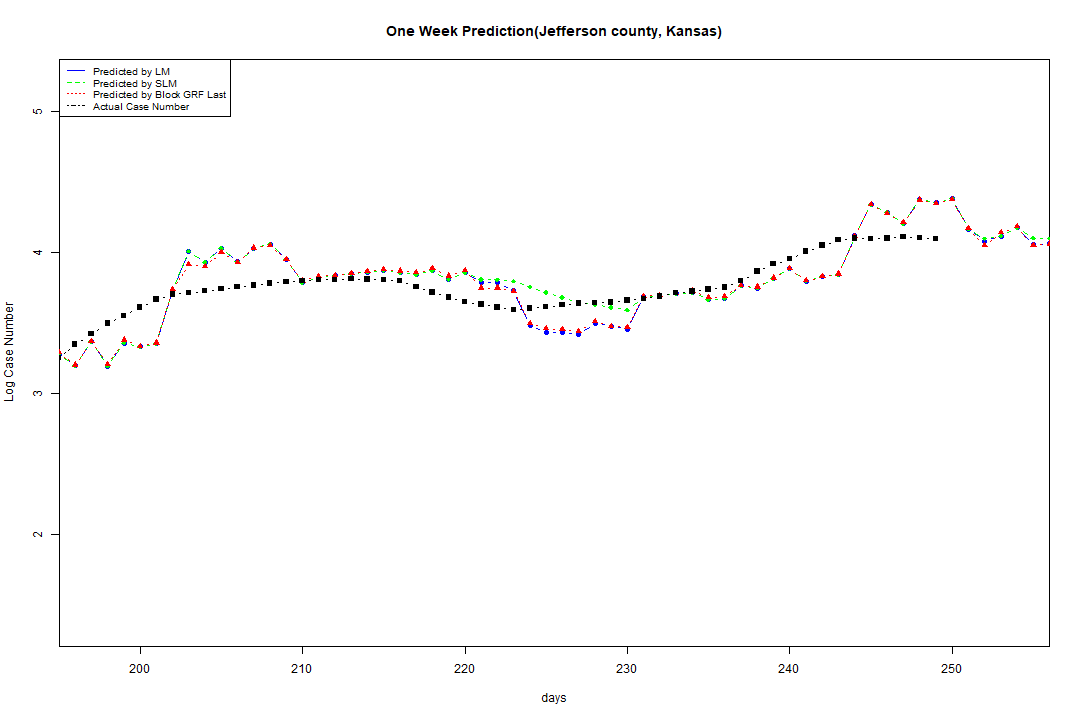 One Week Prediction(Jefferson county, Kansas)
Predicted by LM
Predicted by SLM
Predicted by Block GRF Last
Actual Case Number
5
4
3
2
Log Case Number
200 210 220 230 240 250
days